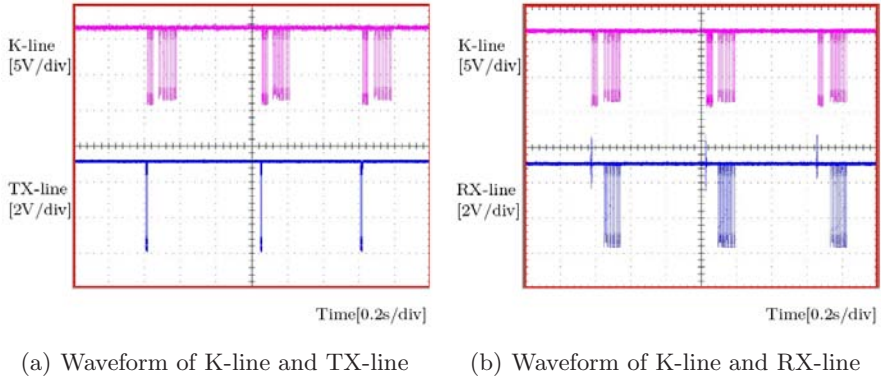 K-line
[5V/div]
TX-line
[2V/div]
Time[0.2s/div]
K-line
[5V/div]
RX-line
[2V/div]
Time[0.2s/div]
(a) Waveform of K-line and TX-line
(b) Waveform of K-line and RX-line